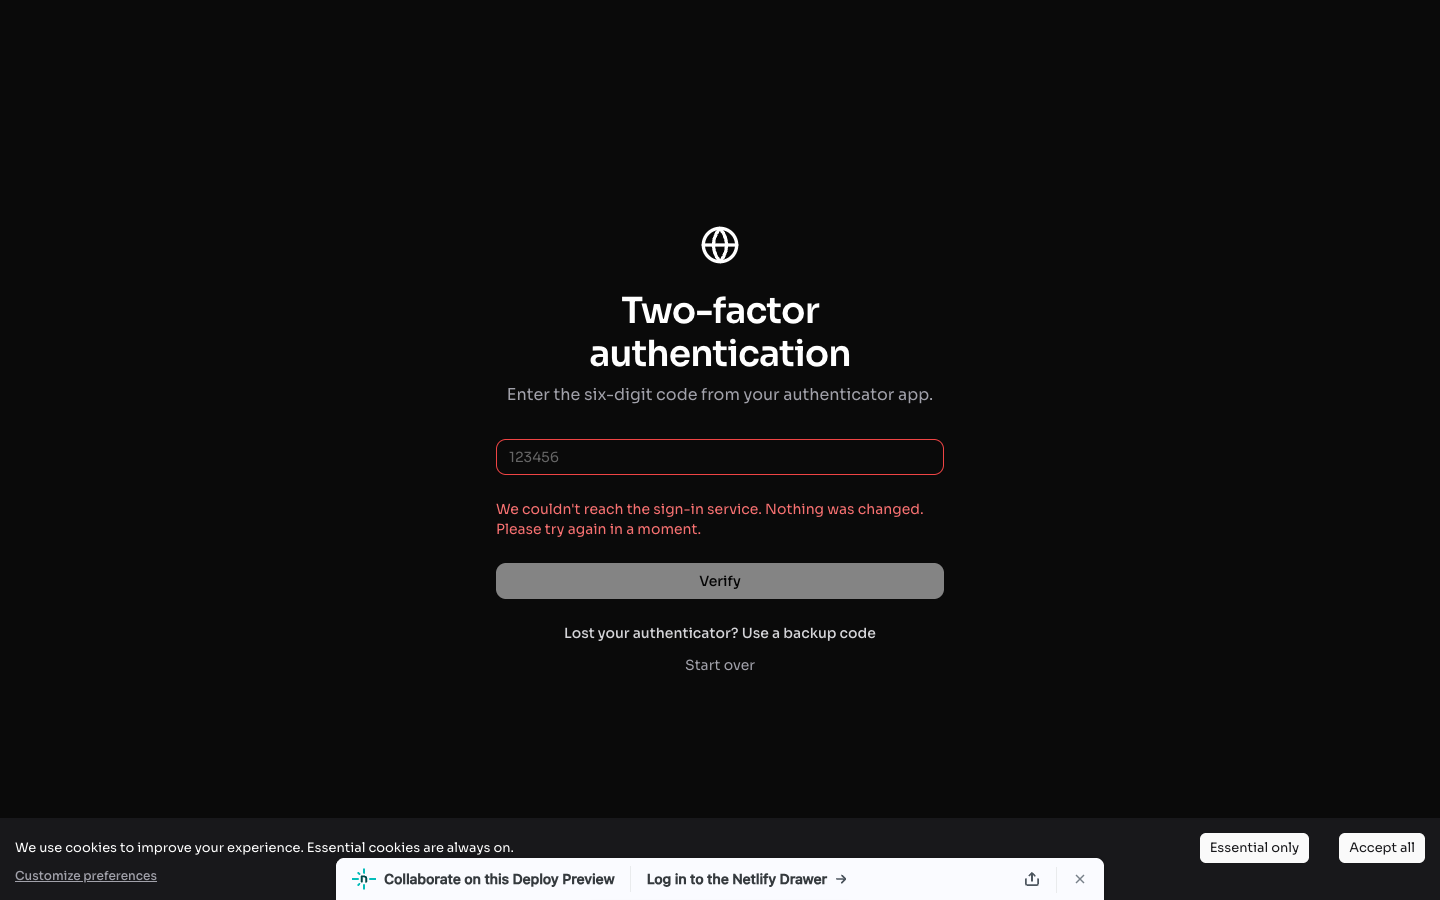 Two-factor
authentication
Enter the six-digit code from your authenticator app.
123456
We couldn't reach the sign-in service. Nothing was changed.
Please try again in a moment.
Verify
Lost your authenticator? Use a backup code
Start over
We use cookies to improve your experience. Essential cookies are always on.
Customize preferences
Essential only
Accept all
Collaborate on this Deploy Preview
Log in to the Netlify Drawer →